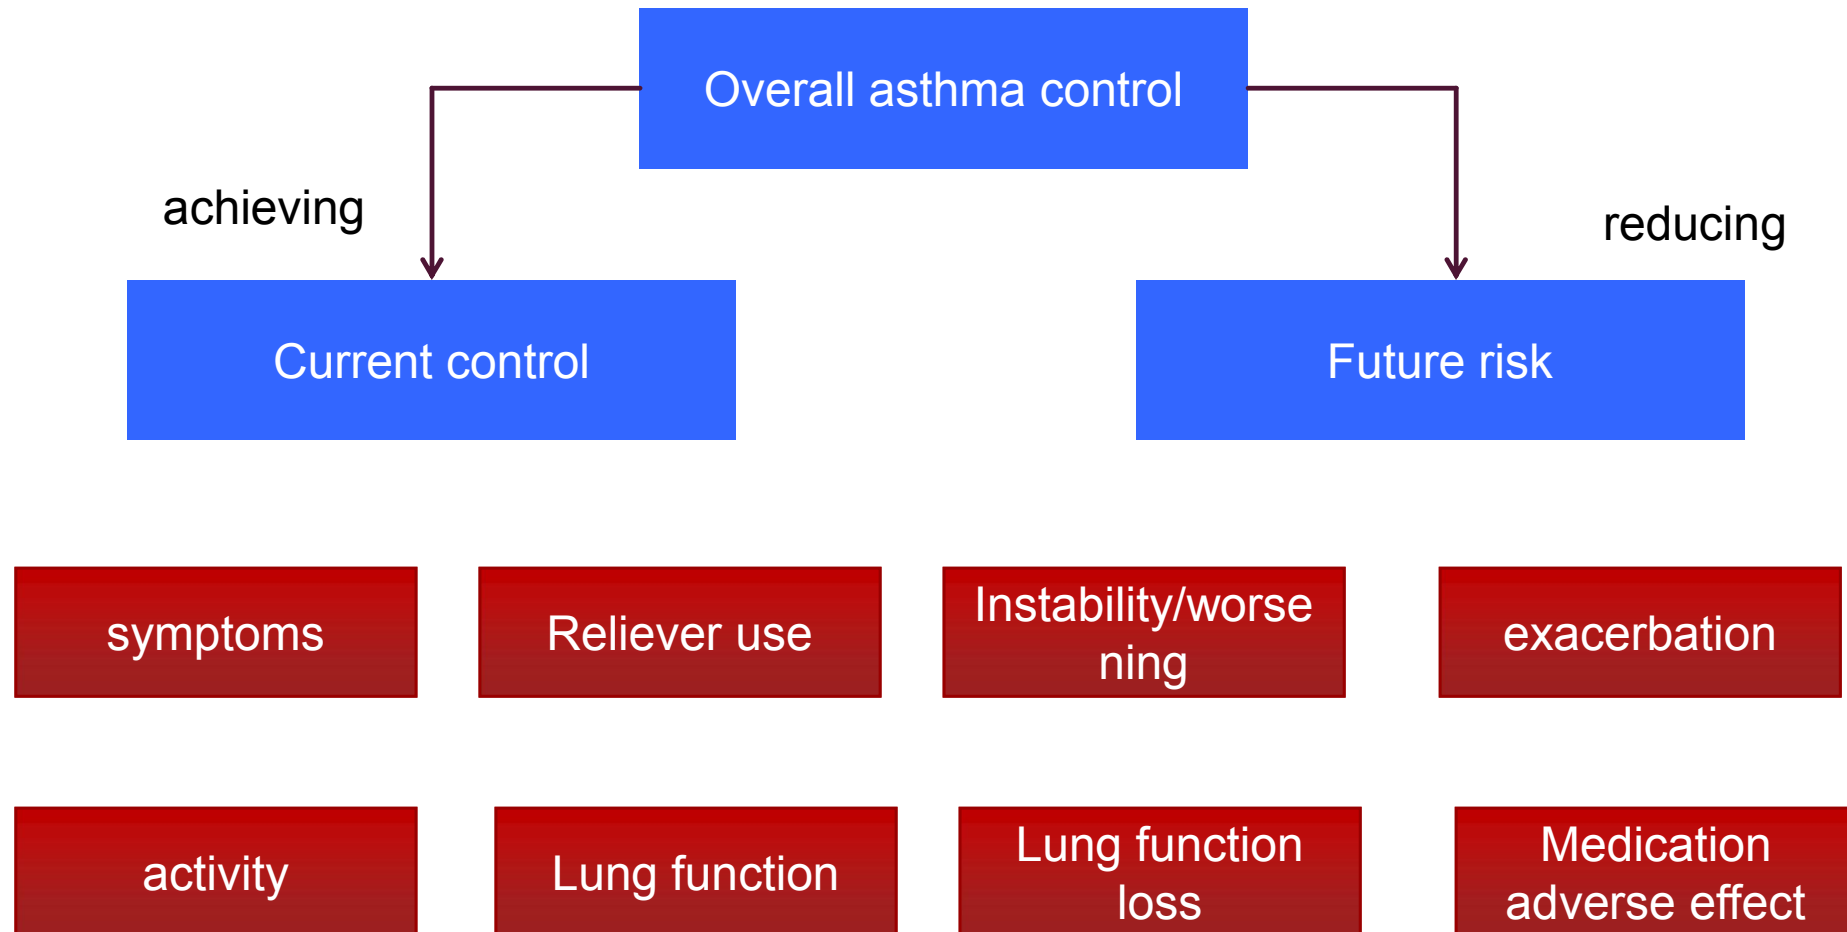 Overall asthma control
achieving
reducing
Current control
Future risk
symptoms
Reliever use
Instability/worse
ning
exacerbation
activity
Lung function
Lung function
loss
Medication
adverse effect